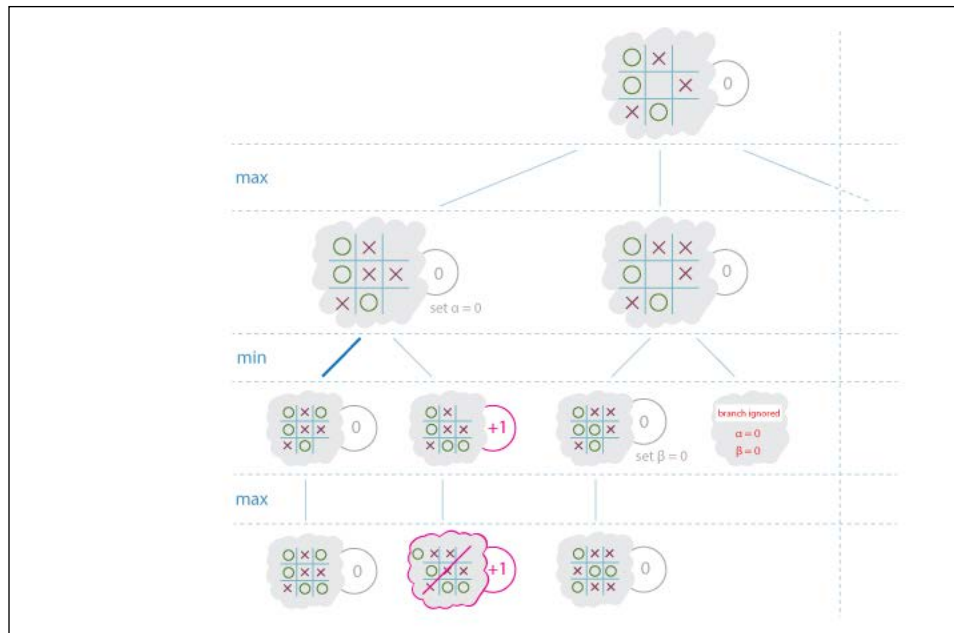 O X
0
O X
X O
max
O X
O X X
0
X O
set α = 0
O X X
O X
0
X O
min
O X O
O X X
0
X O
O X
O X X
+1
X O O
O X X
O O X
0
X O
set β = 0
branch ignored
α = 0
β = 0
max
O X O
O X X
0
X O O
O X X
O X X
+1
X O O
O X X
X O O
0
O X X